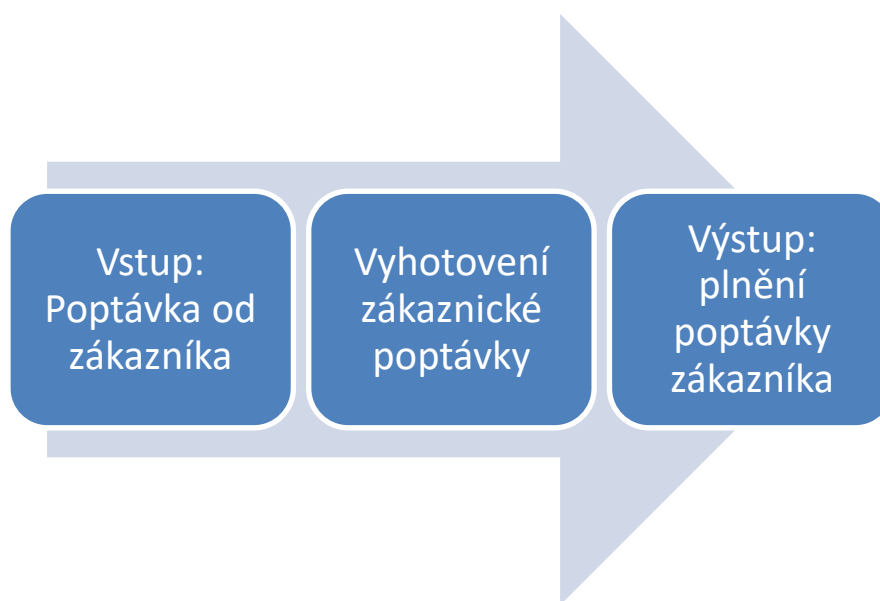 Vstup:
Poptávka od
zákazníka
Vyhotovení
zákaznické
poptávky
Výstup:
plnění
poptávky
zákazníka